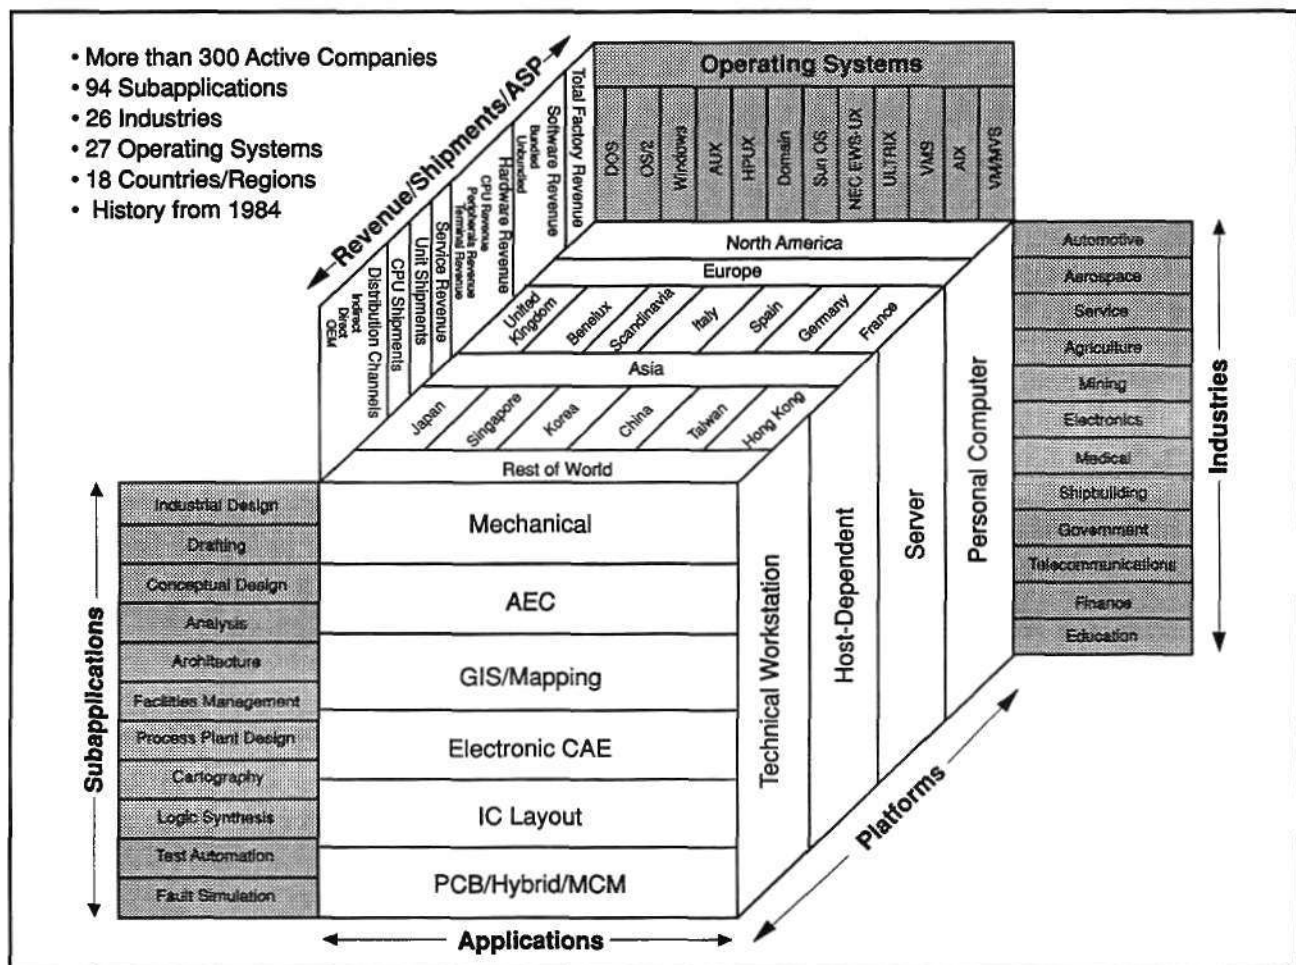 • More than 300 Active Companies
• 94 Subapplications
• 26 Industries
• 27 Operating Systems
• 18 Countries/Regions
• History from 1984
Revenue/Shipments/ASP
Total Factory Revenue
Software Revenue
Bundled
Unbundled
Hardware Revenue
CPU Revenue
Peripherals Revenue
Terminal Revenue
Service Revenue
Unit Shipments
CPU Shipments
Distribution Channels
Indirect
Direct
OEM
Operating Systems
DOS
OS/2
Windows
AUX
HPUX
Domain
Sun OS
NEC EWS-UX
ULTRIX
VMS
AIX
VM/MVS
North America
Europe
United
Kingdom
Benelux
Scandinavia
Italy
Spain
Germany
France
Asia
Japan
Singapore
Korea
China
Taiwan
Hong Kong
Rest of World
Subapplications
Industrial Design
Drafting
Conceptual Design
Analysis
Architecture
Facilities Management
Process Plant Design
Cartography
Logic Synthesis
Test Automation
Fault Simulation
Mechanical
AEC
GIS/Mapping
Electronic CAE
IC Layout
PCB/Hybrid/MCM
Applications
Technical Workstation
Host-Dependent
Server
Personal Computer
Platforms
Automotive
Aerospace
Service
Agriculture
Mining
Electronics
Medical
Shipbuilding
Government
Telecommunications
Finance
Education
Industries